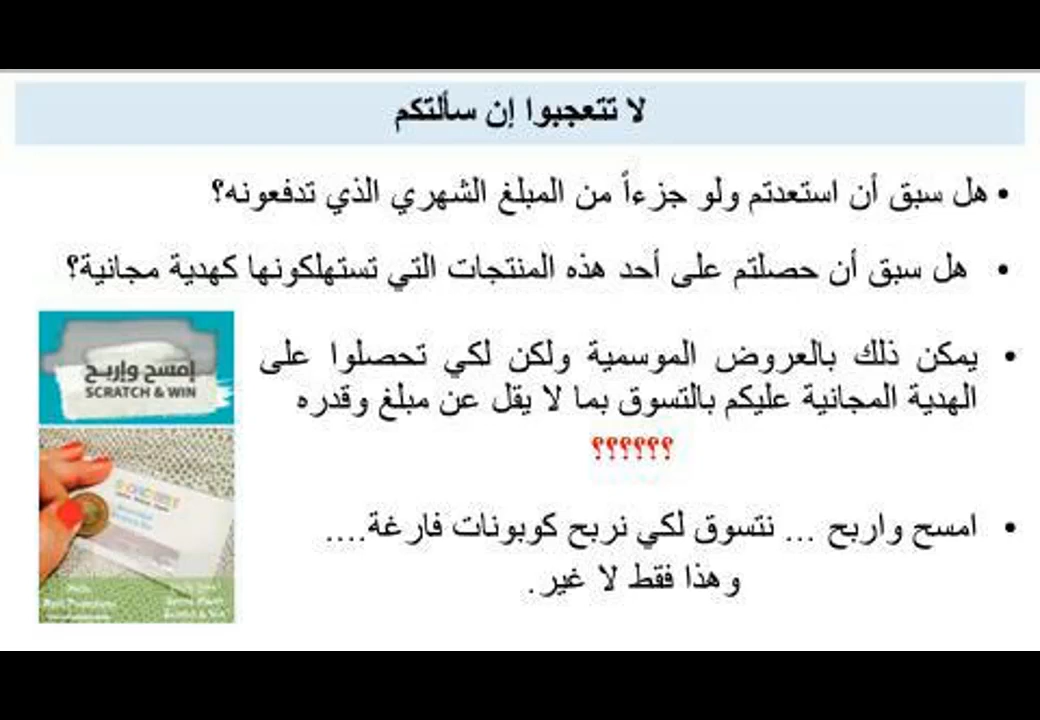 لا تتعجبوا إن سألتكم
• هل سبق أن استعدتم ولو جزءاً من المبلغ الشهري الذي تدفعونه؟
• هل سبق أن حصلتم على أحد هذه المنتجات التي تستهلكونها كهدية مجانية؟
• يمكن ذلك بالعروض الموسمية ولكن لكي تحصلوا على
الهدية المجانية عليكم بالتسوق بما لا يقل عن مبلغ وقدره
؟؟؟؟؟؟
• امسح واربح ... نتسوق لكي نربح كوبونات فارغة....
وهذا فقط لا غير.
إمسح وإربح
SCRATCH & WIN